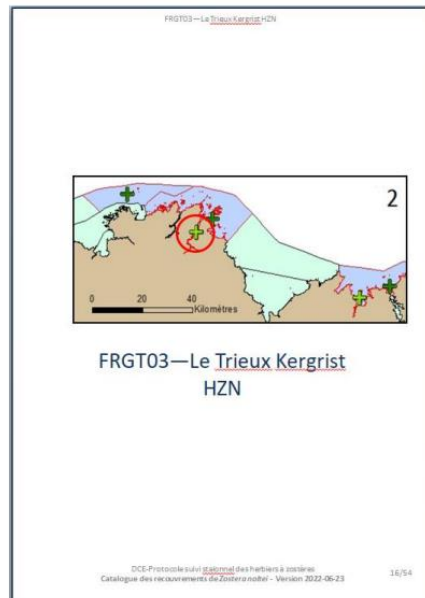 FRGT03—Le Trieux Kergrist HZN
2
0 20 40
Kilomètres
FRGT03—Le Trieux Kergrist
HZN
DCE-Protocole suivi stationnel des herbiers à zostères
Catalogue des recouvrements de Zostera noltei - Version 2022-06-23
16/54